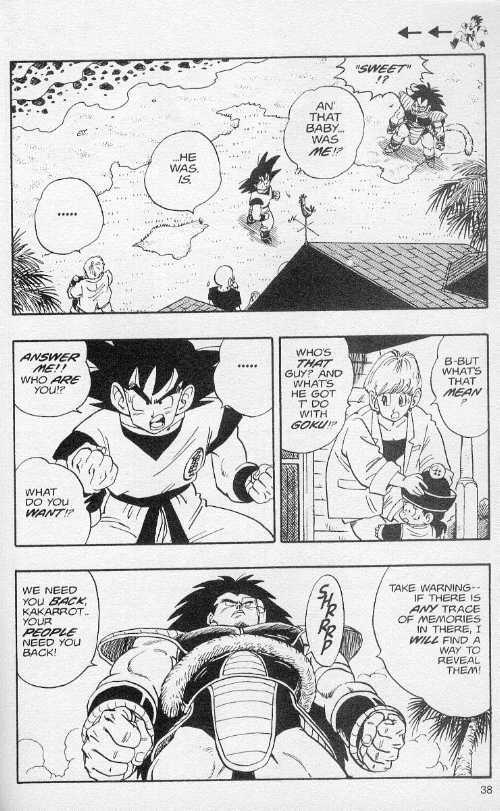 "SWEET"
!?
AN'
THAT
BABY...
WAS
ME!?
...HE
WAS.
IS.
.....
B-BUT
WHAT'S
THAT
MEAN
?
WHO'S
THAT
GUY? AND
WHAT'S
HE GOT
T' DO
WITH
GOKU!?
.....
ANSWER
ME!!
WHO ARE
YOU!?
WHAT
DO YOU
WANT!?
TAKE WARNING--
IF THERE IS
ANY TRACE
OF MEMORIES
IN THERE, I
WILL FIND A
WAY TO
REVEAL
THEM!
SHRRRP
WE NEED
YOU BACK,
KAKARROT..
YOUR
PEOPLE
NEED YOU
BACK!
38